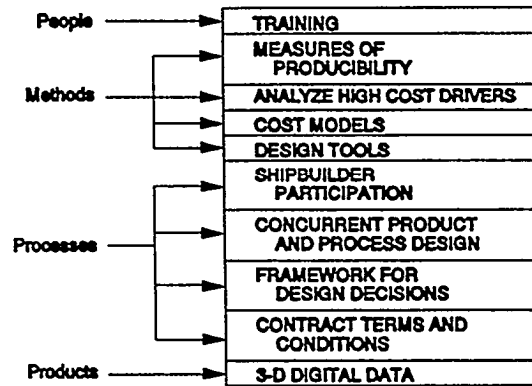 People
TRAINING
MEASURES OF
PRODUCIBILITY
Methods
ANALYZE HIGH COST DRIVERS
COST MODELS
DESIGN TOOLS
SHIPBUILDER
PARTICIPATION
Processes
CONCURRENT PRODUCT
AND PROCESS DESIGN
FRAMEWORK FOR
DESIGN DECISIONS
CONTRACT TERMS AND
CONDITIONS
Products
3-D DIGITAL DATA